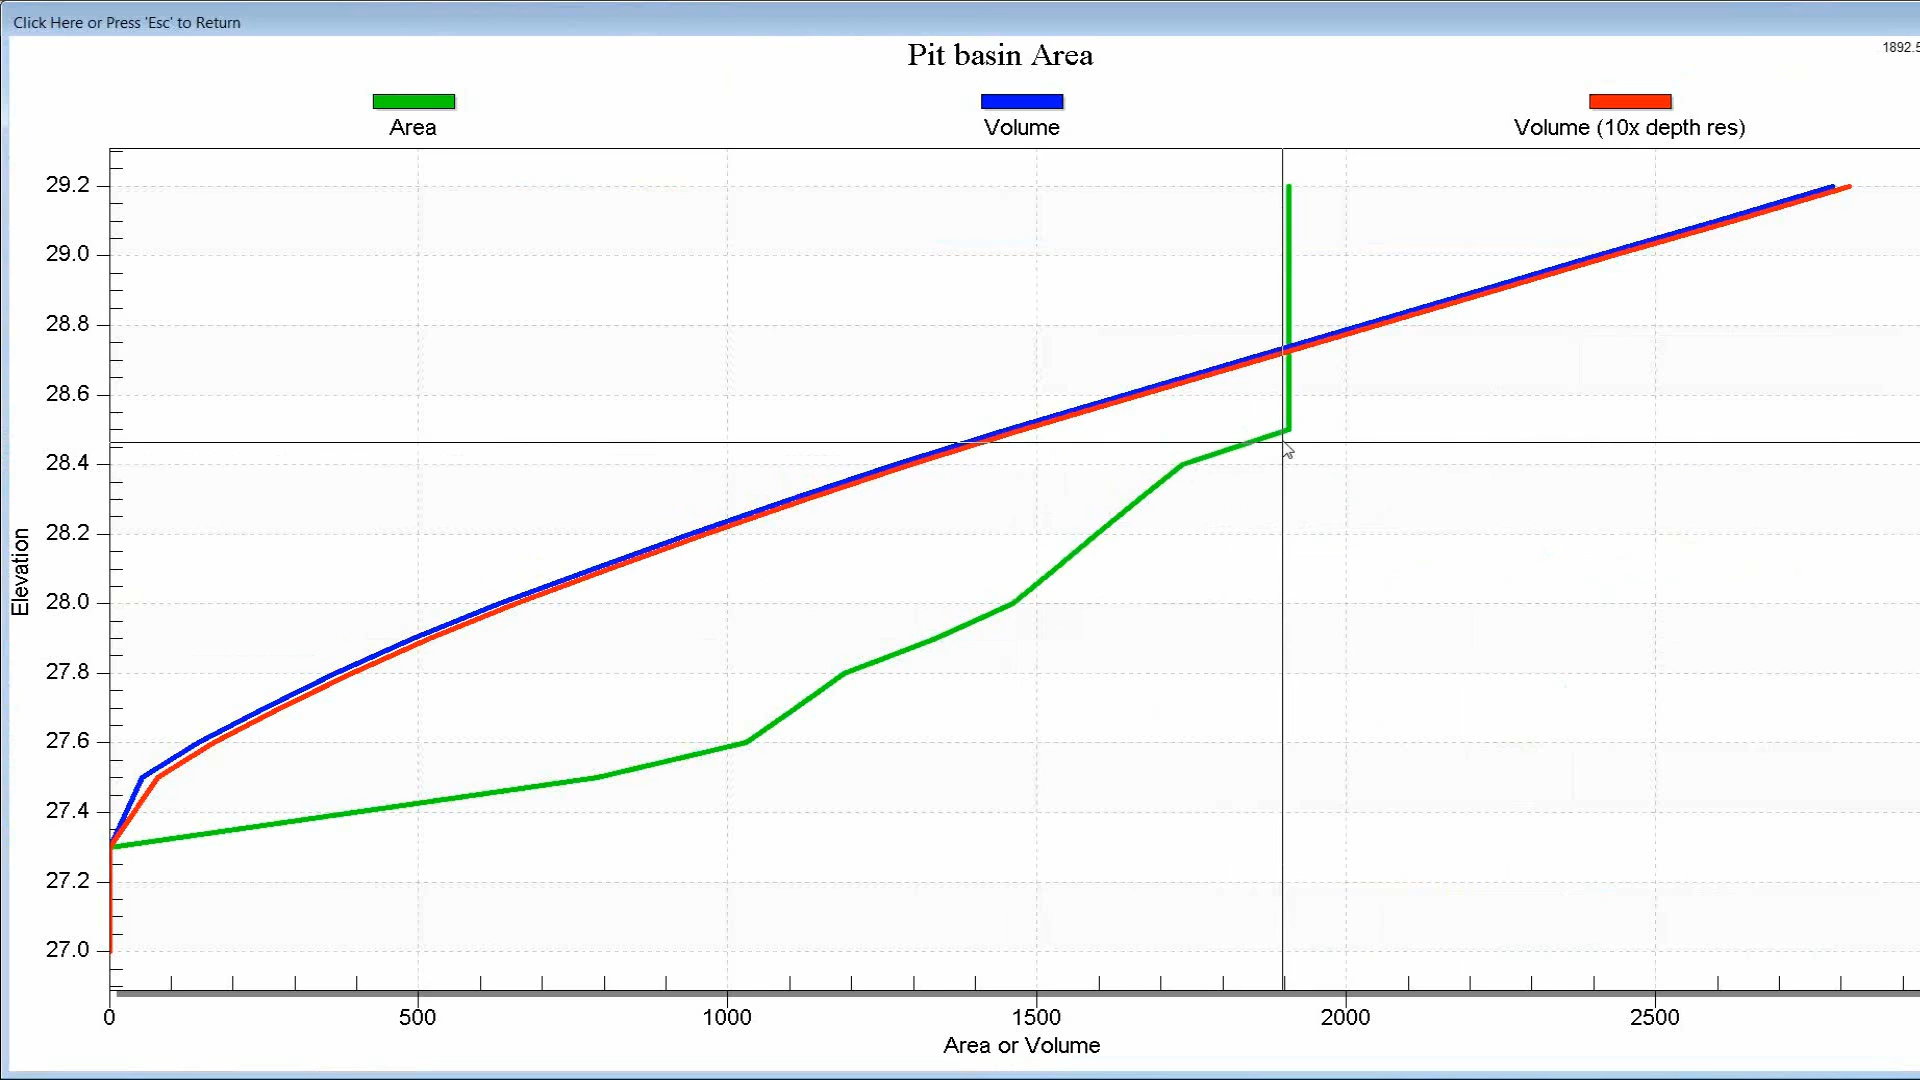 Click Here or Press 'Esc' to Return
Pit basin Area
1892.5
Area
Volume
Volume (10x depth res)
29.2
29.0
28.8
28.6
28.4
28.2
28.0
27.8
27.6
27.4
27.2
27.0
Elevation
0 500 1000 1500 2000 2500
Area or Volume